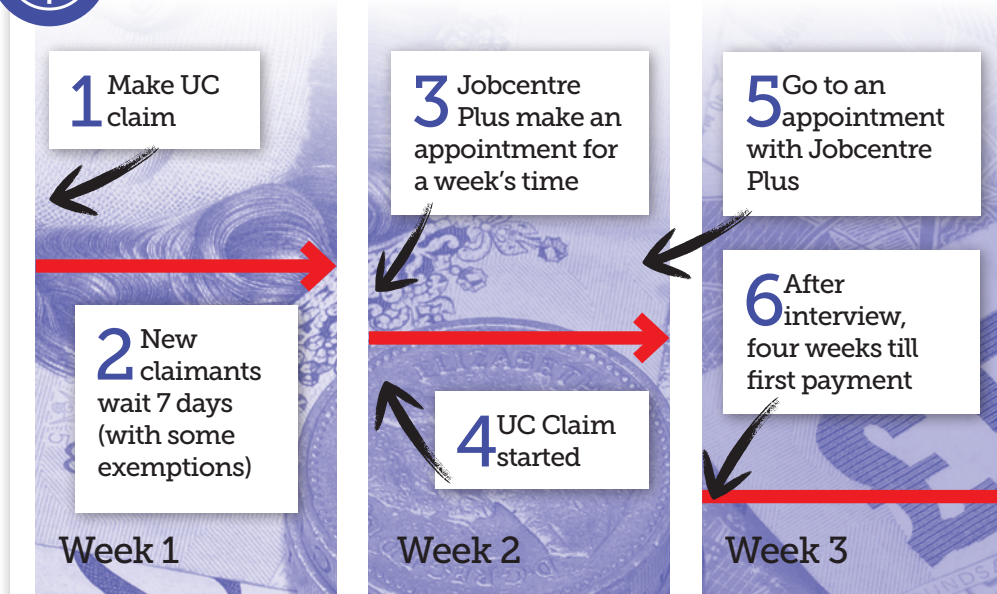 1 Make UC
claim
2 New
claimants
wait 7 days
(with some
exemptions)
Week 1
3 Jobcentre
Plus make an
appointment for
a week's time
4 UC Claim
started
Week 2
5 Go to an
appointment
with Jobcentre
Plus
6 After
interview,
four weeks till
first payment
Week 3